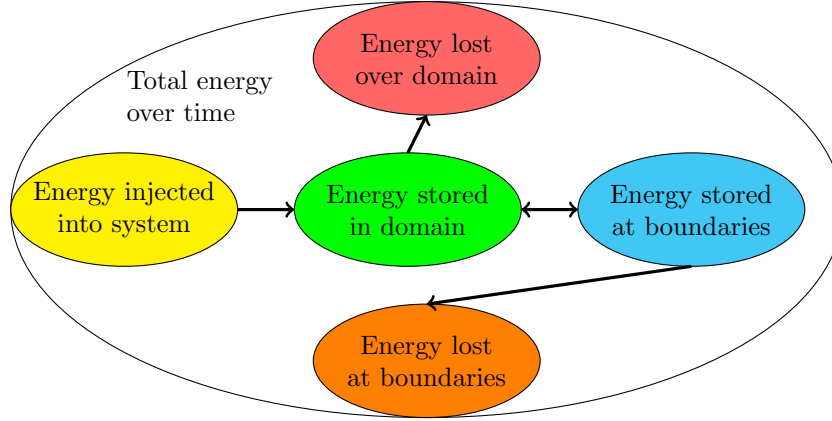 Energy lost
over domain
Total energy
over time
Energy injected
into system
Energy stored
in domain
Energy stored
at boundaries
Energy lost
at boundaries